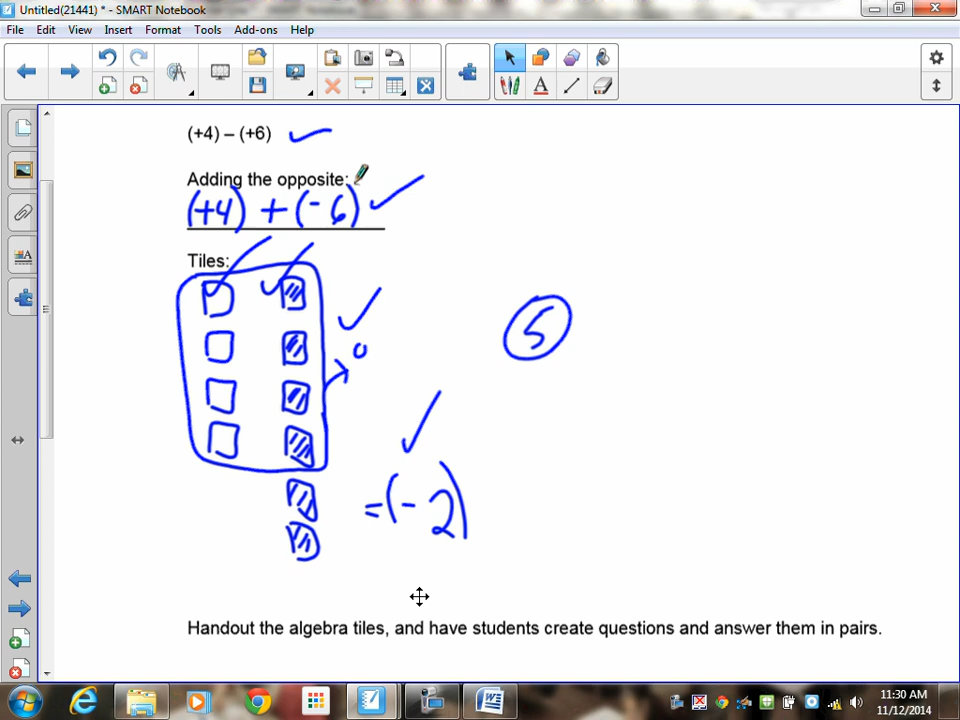 Untitled(21441) * - SMART Notebook
File Edit View Insert Format Tools Add-ons Help
(+4) – (+6)
Adding the opposite:
(+4) + (-6)
Tiles:
0
5
=(-2)
Handout the algebra tiles, and have students create questions and answer them in pairs.
11:30 AM
11/12/2014